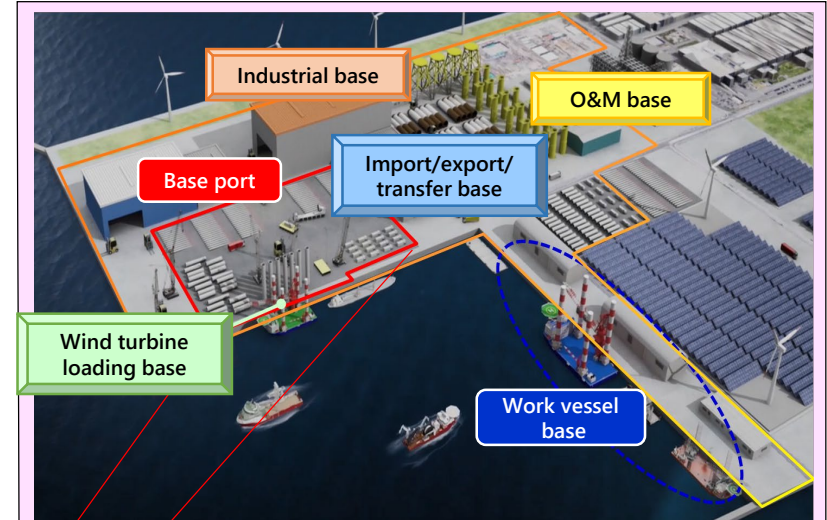 Industrial base
O&M base
Base port
Import/export/
transfer base
Wind turbine
loading base
Work vessel
base